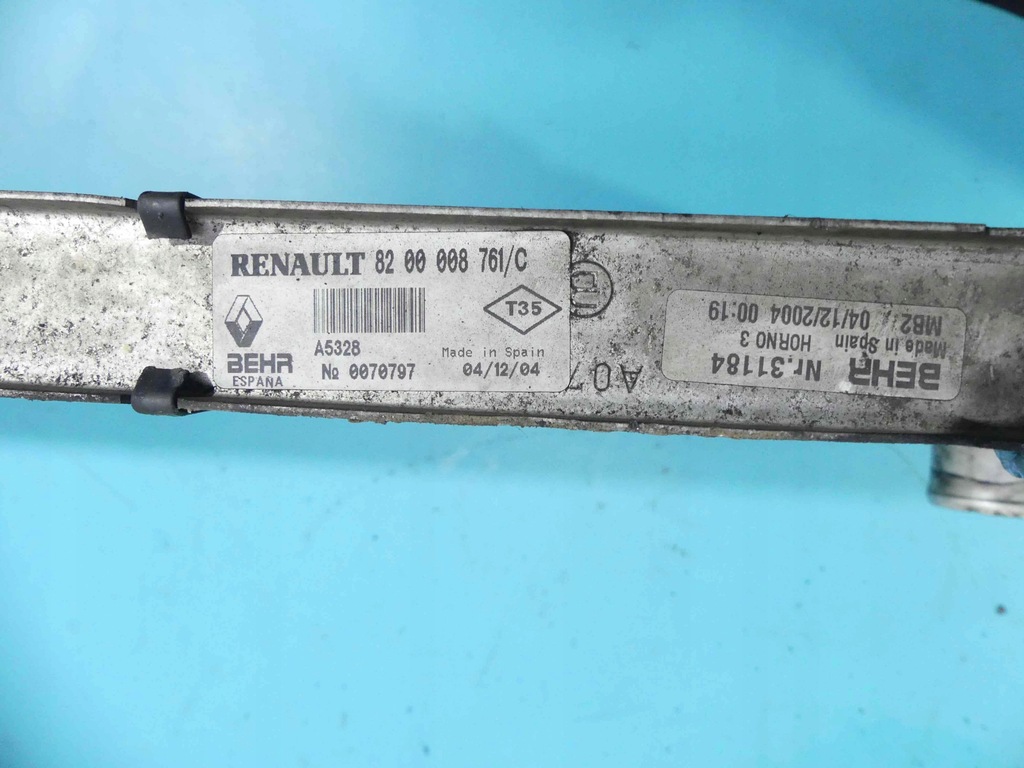 RENAULT 82 00 008 761/C
T35
BEHR
ESPAÑA
A5328
№ 0070797
Made in Spain
04/12/04
A07
BEHR
Nr.31184
Made in Spain HORNO 3
04/12/2004 00:19